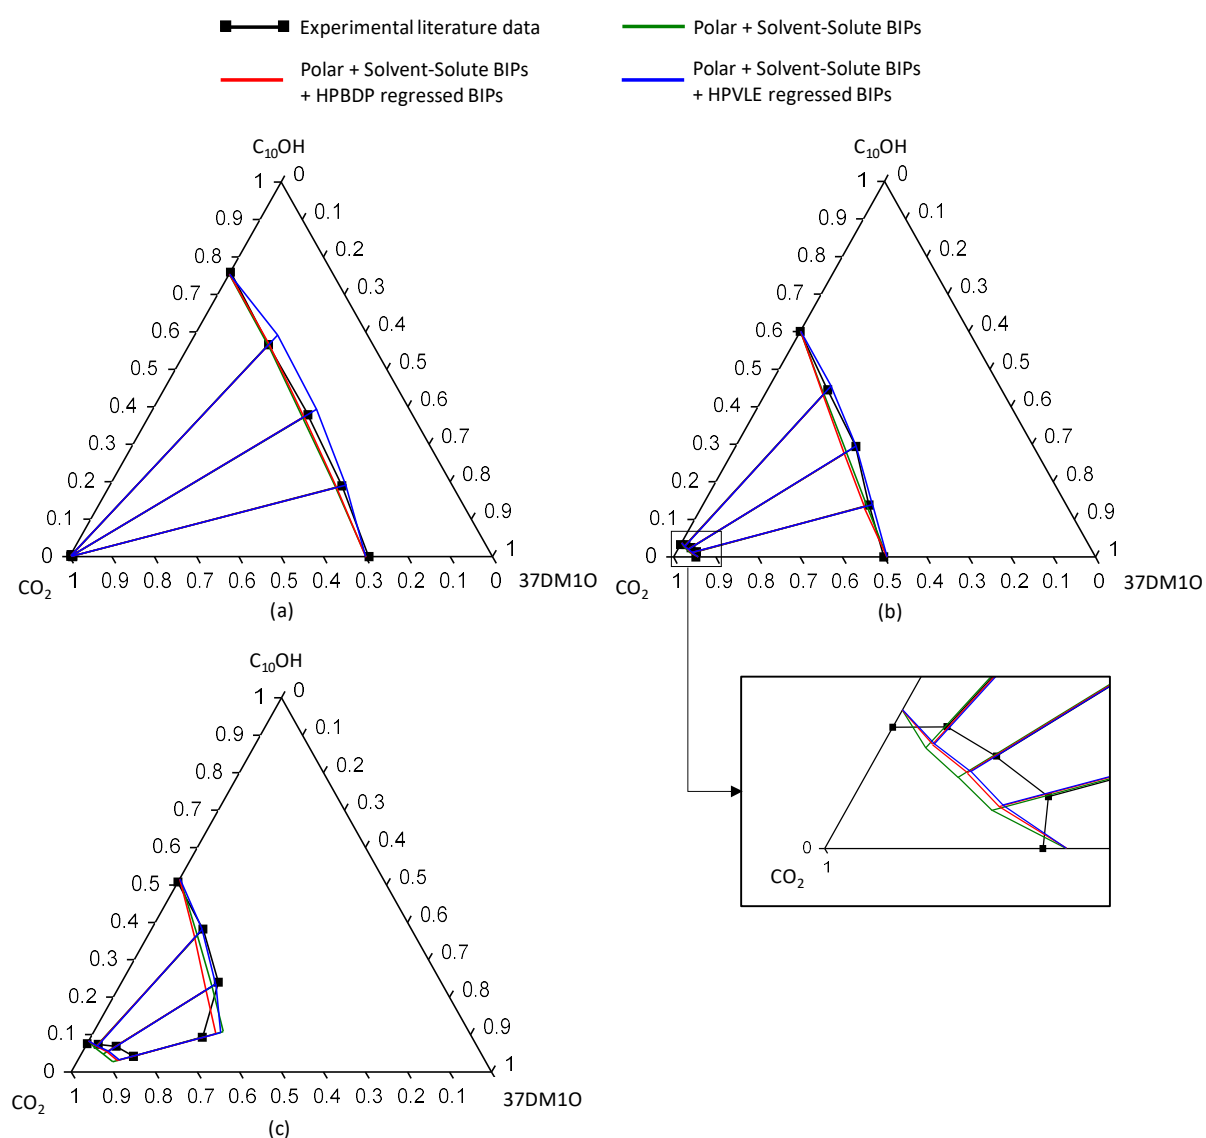 Experimental literature data
Polar + Solvent-Solute BIPs
Polar + Solvent-Solute BIPs
+ HPBDP regressed BIPs
Polar + Solvent-Solute BIPs
+ HPVLE regressed BIPs
C₁₀OH
1 0
0.9 0.1
0.8 0.2
0.7 0.3
0.6 0.4
0.5 0.5
0.4 0.6
0.3 0.7
0.2 0.8
0.1 0.9
0 1
1 0.9 0.8 0.7 0.6 0.5 0.4 0.3 0.2 0.1 0
CO₂ 37DM1O
(a)
C₁₀OH
1 0
0.9 0.1
0.8 0.2
0.7 0.3
0.6 0.4
0.5 0.5
0.4 0.6
0.3 0.7
0.2 0.8
0.1 0.9
0 1
1 0.9 0.8 0.7 0.6 0.5 0.4 0.3 0.2 0.1 0
CO₂ 37DM1O
(b)
0
1
CO₂
C₁₀OH
1 0
0.9 0.1
0.8 0.2
0.7 0.3
0.6 0.4
0.5 0.5
0.4 0.6
0.3 0.7
0.2 0.8
0.1 0.9
0 1
1 0.9 0.8 0.7 0.6 0.5 0.4 0.3 0.2 0.1
CO₂ 37DM1O
(c)